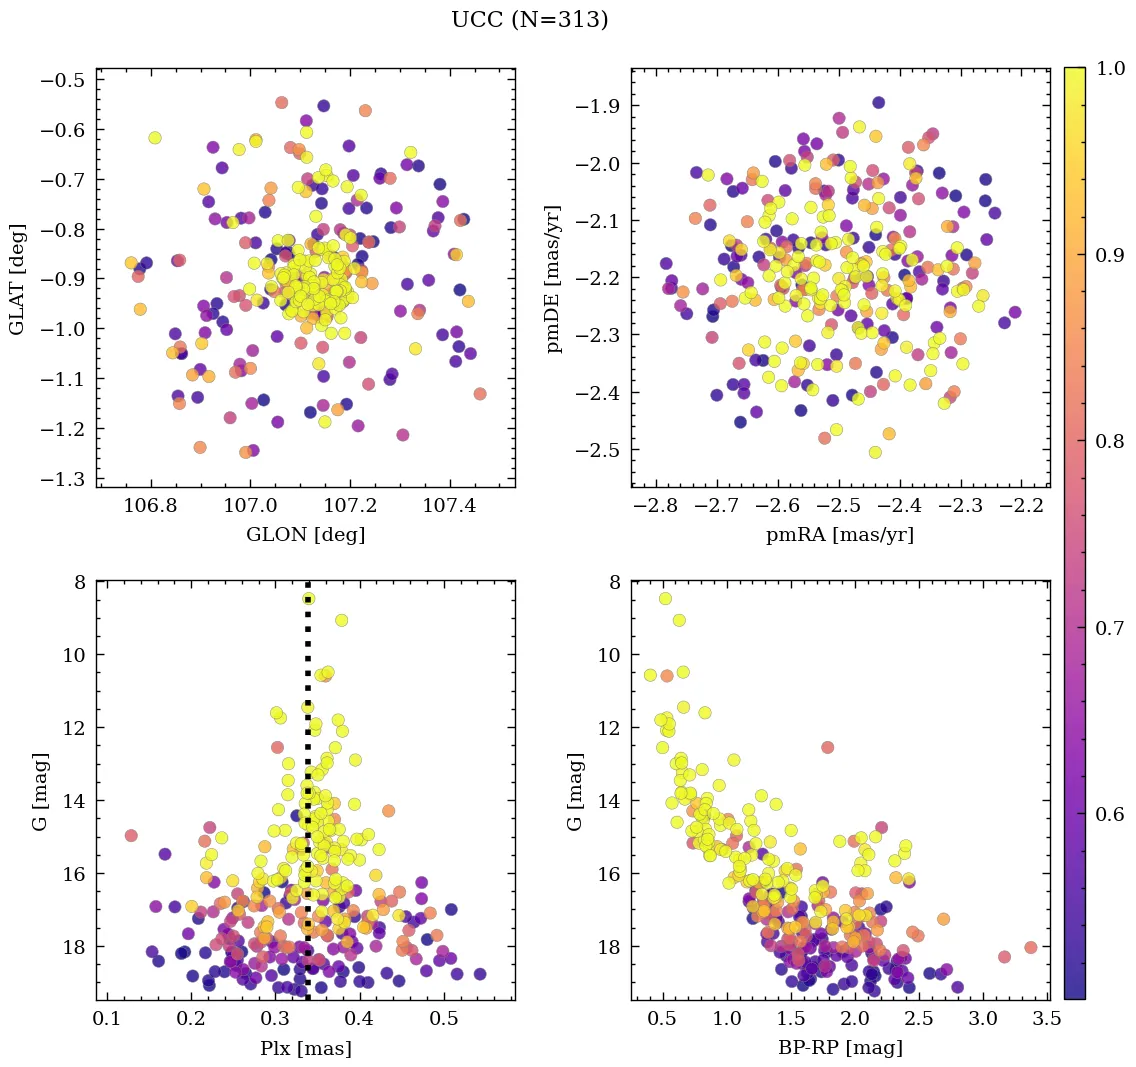 UCC (N=313)
−0.5
−0.6
−0.7
−0.8
−0.9
−1.0
−1.1
−1.2
−1.3
GLAT [deg]
106.8 107.0 107.2 107.4
GLON [deg]
−1.9
−2.0
−2.1
−2.2
−2.3
−2.4
−2.5
pmDE [mas/yr]
−2.8 −2.7 −2.6 −2.5 −2.4 −2.3 −2.2
pmRA [mas/yr]
8
10
12
14
16
18
G [mag]
0.1 0.2 0.3 0.4 0.5
Plx [mas]
8
10
12
14
16
18
G [mag]
0.5 1.0 1.5 2.0 2.5 3.0 3.5
BP-RP [mag]
1.0
0.9
0.8
0.7
0.6